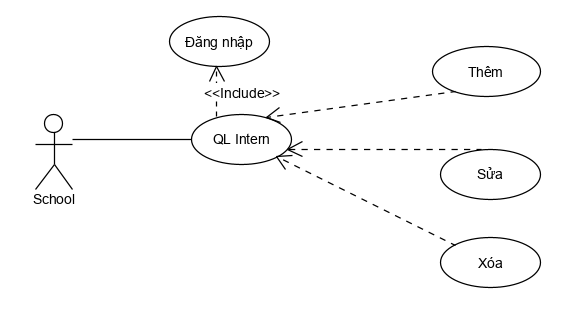 Đăng nhập
<<Include>>
Thêm
QL Intern
Sửa
School
Xóa